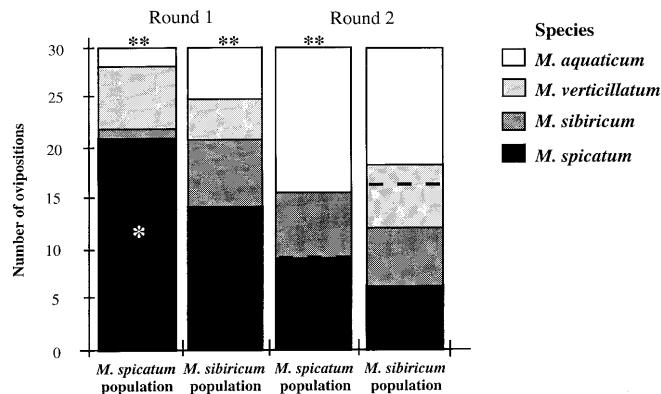 Round 1 Round 2
** ** **
Species
M. aquaticum
M. verticillatum
M. sibiricum
M. spicatum
Number of ovipositions
30
25
20
15
10
5
0
*
M. spicatum M. sibiricum M. spicatum M. sibiricum
population population population population